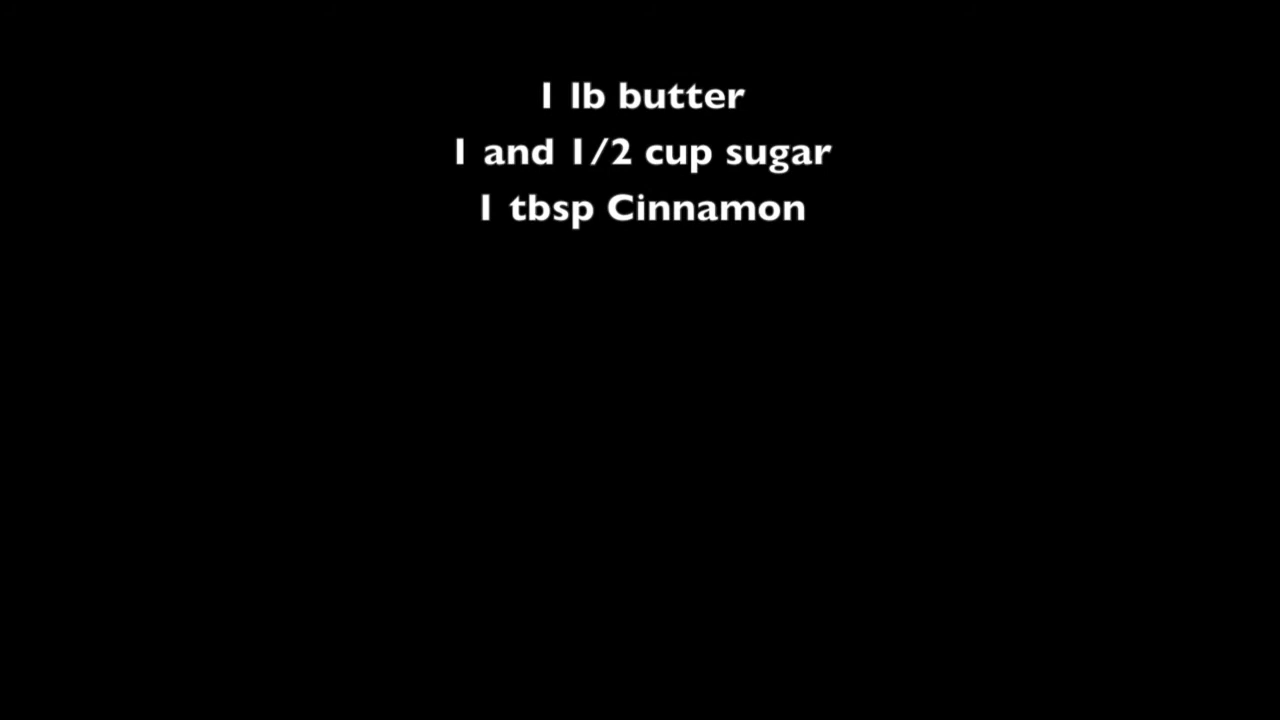 1 lb butter
1 and 1/2 cup sugar
1 tbsp Cinnamon